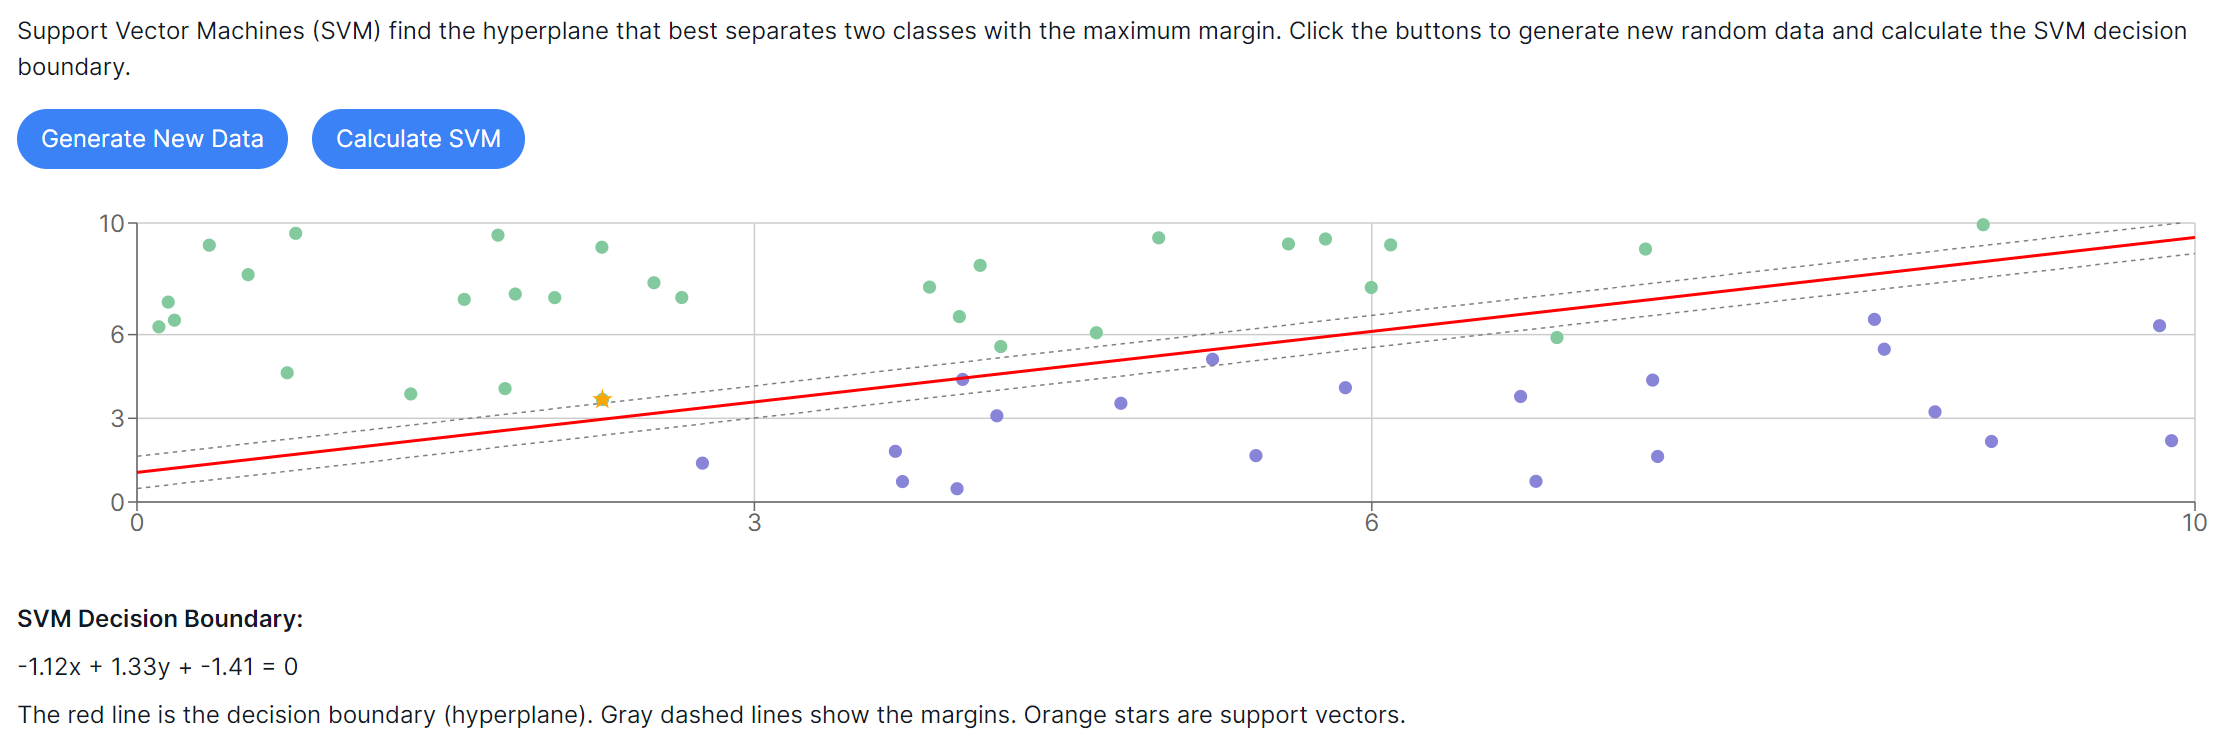 Support Vector Machines (SVM) find the hyperplane that best separates two classes with the maximum margin. Click the buttons to generate new random data and calculate the SVM decision
boundary.
Generate New Data
Calculate SVM
10
6
3
0
0
3
6
10
SVM Decision Boundary:
-1.12x + 1.33y + -1.41 = 0
The red line is the decision boundary (hyperplane). Gray dashed lines show the margins. Orange stars are support vectors.